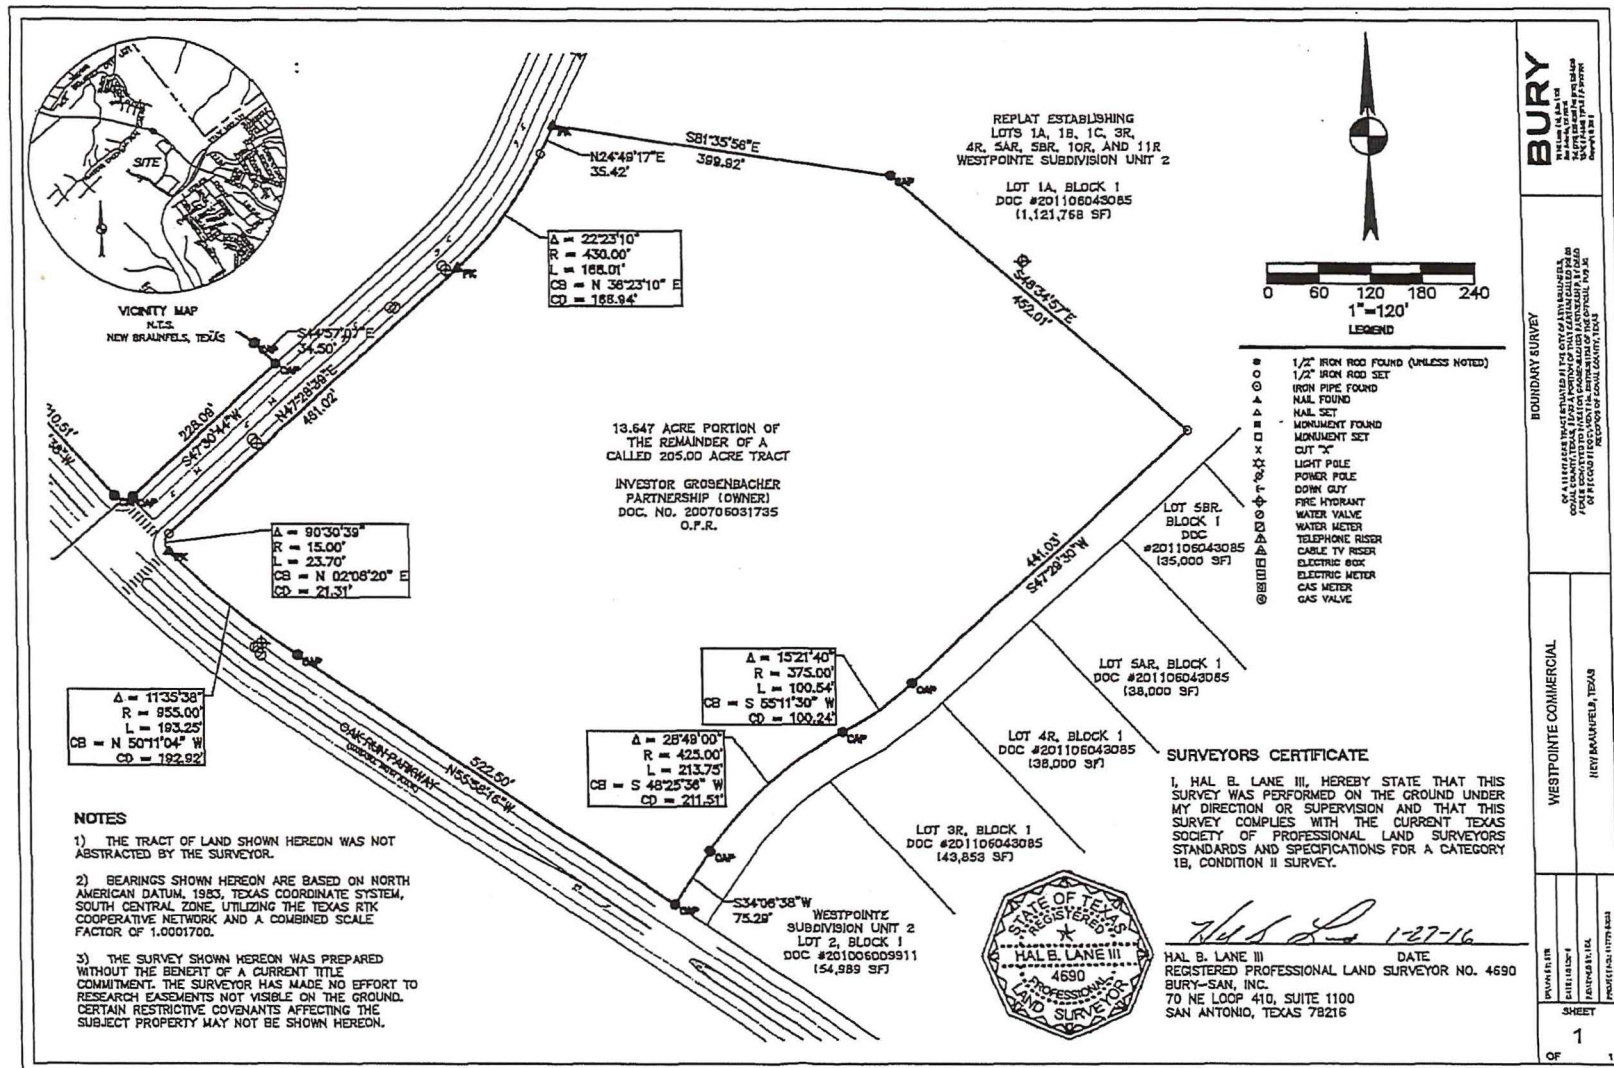 VICINITY MAP
N.T.S.
NEW BRAUNFELS, TEXAS
SITE
S81°35'56"E
399.92'
PK
N24°49'17"E
35.42'
CAP
REPLAT ESTABLISHING
LOTS 1A, 1B, 1C, 3R,
4R, 5AR, 5BR, 10R, AND 11R
WESTPOINTE SUBDIVISION UNIT 2
LOT 1A, BLOCK 1
DOC #201106043085
(1,121,768 SF)
Δ = 22°23'10"
R = 430.00'
L = 168.01'
CB = N 36°23'10" E
CD = 166.94'
PK
S48°34'57"E
452.01'
0 60 120 180 240
1"=120'
LEGEND
1/2" IRON ROD FOUND (UNLESS NOTED)
1/2" IRON ROD SET
IRON PIPE FOUND
NAIL FOUND
NAIL SET
MONUMENT FOUND
MONUMENT SET
CUT "X"
LIGHT POLE
POWER POLE
DOWN GUY
FIRE HYDRANT
WATER VALVE
WATER METER
TELEPHONE RISER
CABLE TV RISER
ELECTRIC BOX
ELECTRIC METER
GAS METER
GAS VALVE
S44°57'07"E
34.50'
CAP
CAP
N47°28'39"E
461.02'
228.09'
S47°30'44"W
CAP
13.647 ACRE PORTION OF
THE REMAINDER OF A
CALLED 205.00 ACRE TRACT
INVESTOR GROSENBACHER
PARTNERSHIP (OWNER)
DOC. NO. 200706031735
O.P.R.
Δ = 90°30'39"
R = 15.00'
L = 23.70'
CB = N 02°08'20" E
CD = 21.31'
PK
CAP
441.03'
S47°29'30"W
LOT 5BR,
BLOCK 1
DOC
#201106043085
(35,000 SF)
LOT 5AR, BLOCK 1
DOC #201106043085
(38,000 SF)
LOT 4R, BLOCK 1
DOC #201106043085
(38,000 SF)
LOT 3R, BLOCK 1
DOC #201106043085
(43,853 SF)
Δ = 15°21'40"
R = 375.00'
L = 100.54'
CB = S 55°11'30" W
CD = 100.24'
CAP
CAP
Δ = 28°49'00"
R = 425.00'
L = 213.75'
CB = S 48°25'36" W
CD = 211.51'
Δ = 11°35'38"
R = 955.00'
L = 193.25'
CB = N 50°11'04" W
CD = 192.92'
OAK RUN PARKWAY
522.50'
N55°58'16"W
CAP
CAP
S34°06'38"W
75.29'
WESTPOINTE
SUBDIVISION UNIT 2
LOT 2, BLOCK 1
DOC #201006009911
(54,989 SF)
NOTES
1) THE TRACT OF LAND SHOWN HEREON WAS NOT
ABSTRACTED BY THE SURVEYOR.
2) BEARINGS SHOWN HEREON ARE BASED ON NORTH
AMERICAN DATUM, 1983, TEXAS COORDINATE SYSTEM,
SOUTH CENTRAL ZONE, UTILIZING THE TEXAS RTK
COOPERATIVE NETWORK AND A COMBINED SCALE
FACTOR OF 1.0001700.
3) THE SURVEY SHOWN HEREON WAS PREPARED
WITHOUT THE BENEFIT OF A CURRENT TITLE
COMMITMENT. THE SURVEYOR HAS MADE NO EFFORT TO
RESEARCH EASEMENTS NOT VISIBLE ON THE GROUND.
CERTAIN RESTRICTIVE COVENANTS AFFECTING THE
SUBJECT PROPERTY MAY NOT BE SHOWN HEREON.
SURVEYORS CERTIFICATE
I, HAL B. LANE III, HEREBY STATE THAT THIS
SURVEY WAS PERFORMED ON THE GROUND UNDER
MY DIRECTION OR SUPERVISION AND THAT THIS
SURVEY COMPLIES WITH THE CURRENT TEXAS
SOCIETY OF PROFESSIONAL LAND SURVEYORS
STANDARDS AND SPECIFICATIONS FOR A CATEGORY
1B, CONDITION II SURVEY.
1-27-16
HAL B. LANE III DATE
REGISTERED PROFESSIONAL LAND SURVEYOR NO. 4690
BURY-SAN, INC.
70 NE LOOP 410, SUITE 1100
SAN ANTONIO, TEXAS 78216
STATE OF TEXAS
REGISTERED
HAL B. LANE III
4690
PROFESSIONAL
LAND SURVEYOR
BURY
BOUNDARY SURVEY
WESTPOINTE COMMERCIAL
NEW BRAUNFELS, TEXAS
SHEET
1
OF 1